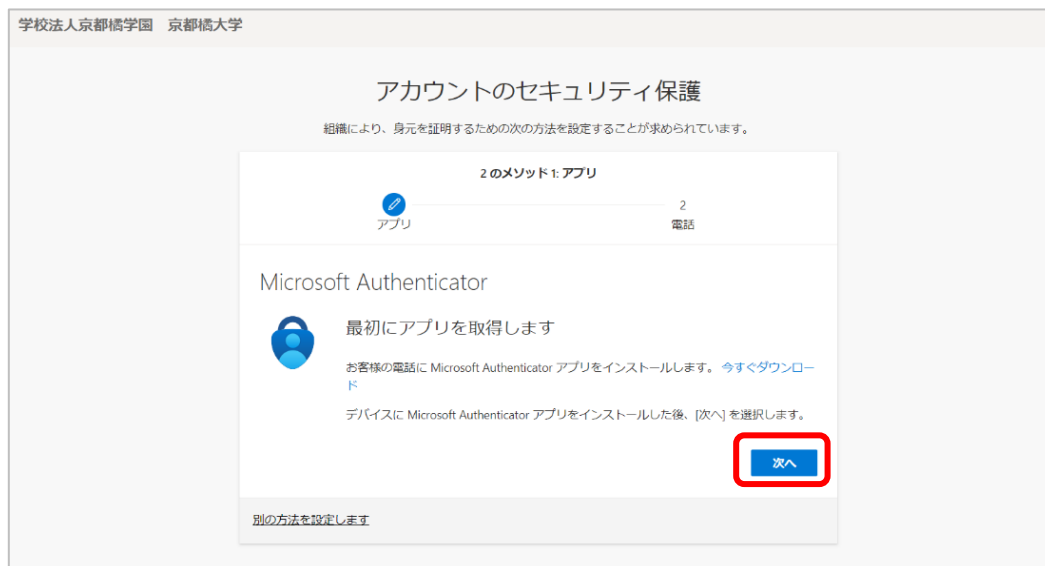 学校法人京都橘学園　京都橘大学
アカウントのセキュリティ保護
組織により、身元を証明するための次の方法を設定することが求められています。
2 のメソッド 1: アプリ
アプリ
2
電話
Microsoft Authenticator
最初にアプリを取得します
お客様の電話に Microsoft Authenticator アプリをインストールします。 今すぐダウンロー
ド
デバイスに Microsoft Authenticator アプリをインストールした後、[次へ] を選択します。
次へ
別の方法を設定します